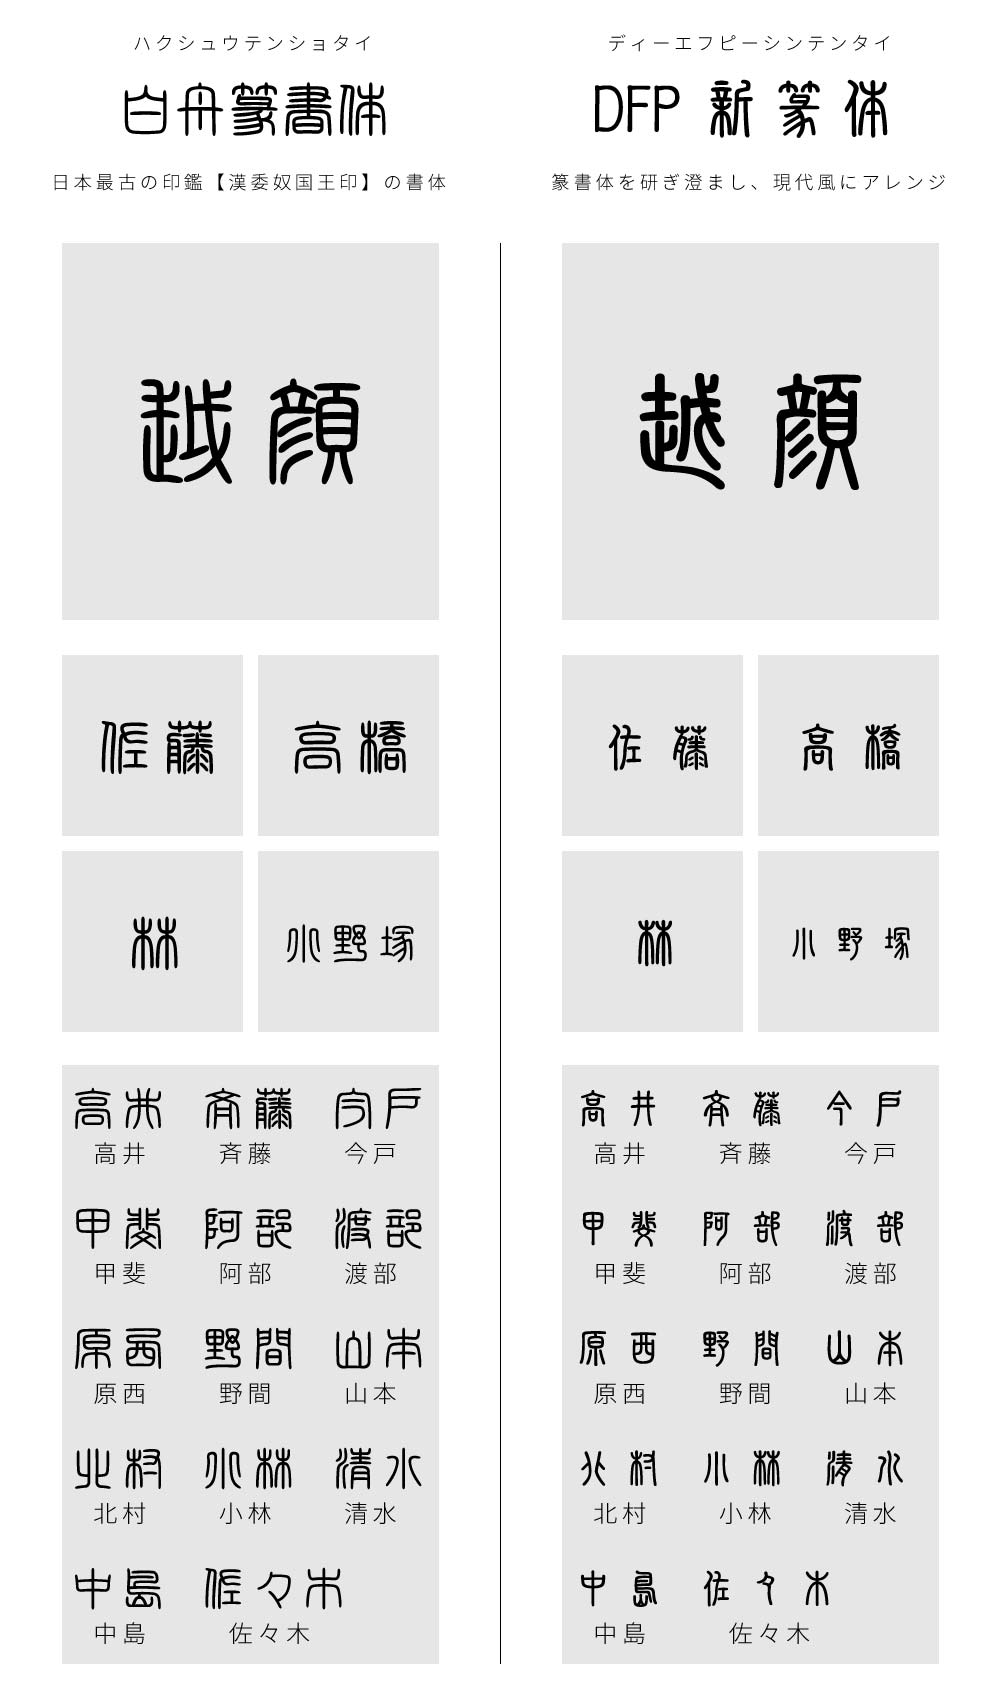 ハクシュウテンショタイ
白舟篆書体
日本最古の印鑑【漢委奴国王印】の書体
越顔
佐藤
高橋
林
小野塚
高井 斉藤 今戸
高井 斉藤 今戸
甲斐 阿部 渡部
甲斐 阿部 渡部
原西 野間 山本
原西 野間 山本
北村 小林 清水
北村 小林 清水
中島 佐々木
中島 佐々木
ディーエフピーシンテンタイ
DFP 新篆体
篆書体を研ぎ澄まし、現代風にアレンジ
越顔
佐藤
高橋
林
小野塚
高井 斉藤 今戸
高井 斉藤 今戸
甲斐 阿部 渡部
甲斐 阿部 渡部
原西 野間 山本
原西 野間 山本
北村 小林 清水
北村 小林 清水
中島 佐々木
中島 佐々木